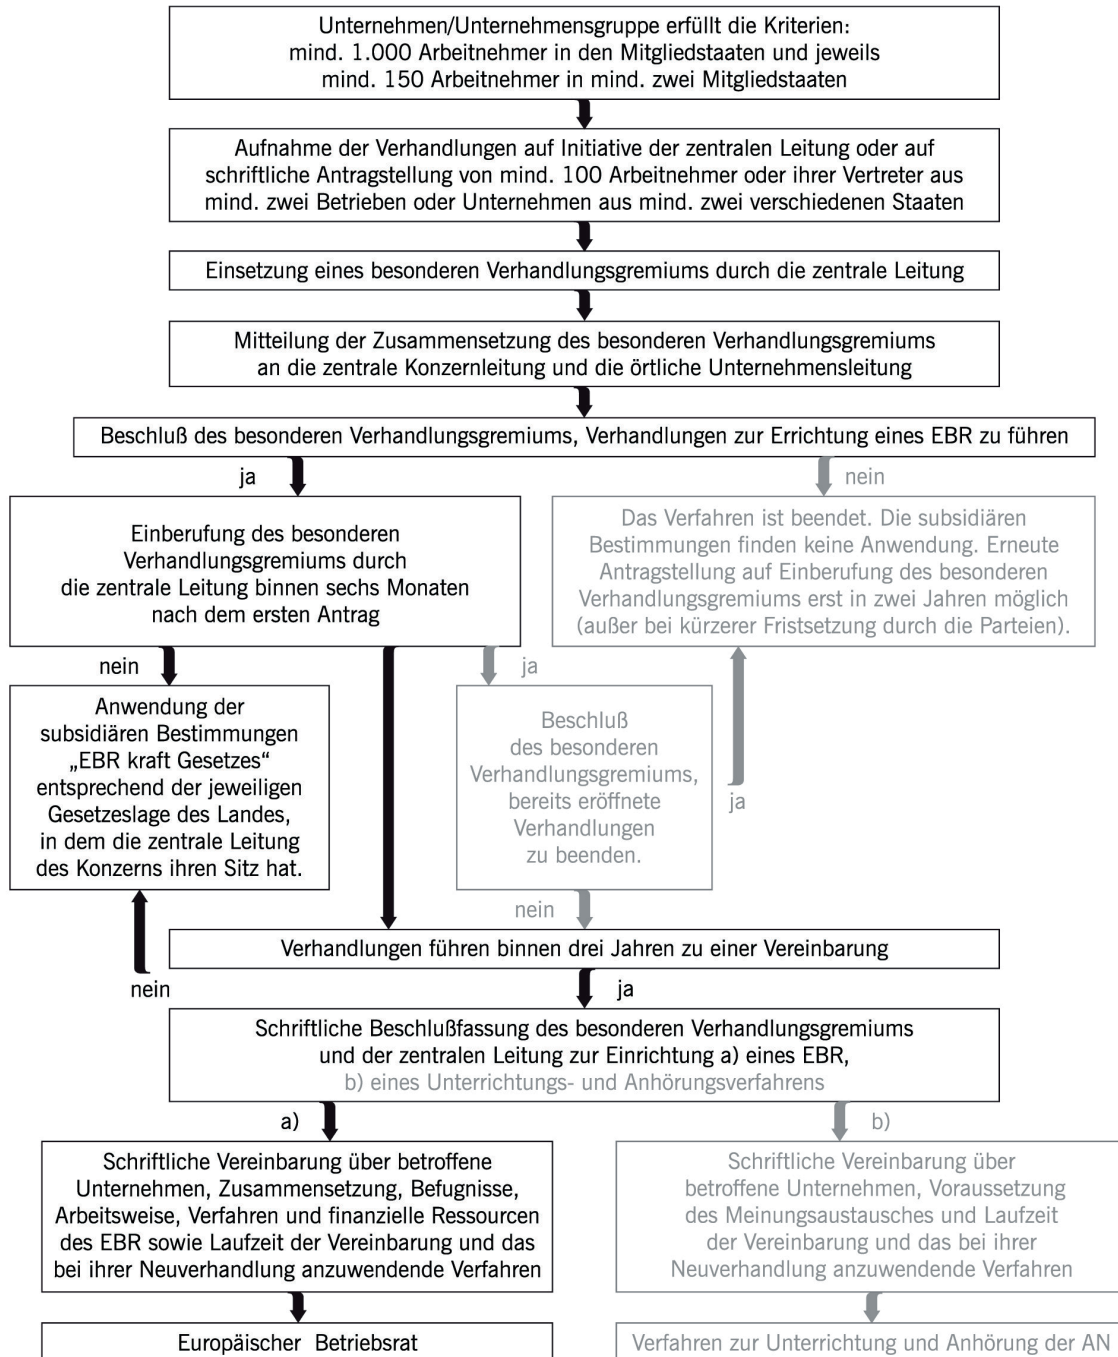 Unternehmen/Unternehmensgruppe erfüllt die Kriterien:
mind. 1.000 Arbeitnehmer in den Mitgliedstaaten und jeweils
mind. 150 Arbeitnehmer in mind. zwei Mitgliedstaaten
Aufnahme der Verhandlungen auf Initiative der zentralen Leitung oder auf
schriftliche Antragstellung von mind. 100 Arbeitnehmer oder ihrer Vertreter aus
mind. zwei Betrieben oder Unternehmen aus mind. zwei verschiedenen Staaten
Einsetzung eines besonderen Verhandlungsgremiums durch die zentrale Leitung
Mitteilung der Zusammensetzung des besonderen Verhandlungsgremiums
an die zentrale Konzernleitung und die örtliche Unternehmensleitung
Beschluß des besonderen Verhandlungsgremiums, Verhandlungen zur Errichtung eines EBR zu führen
ja
nein
Einberufung des besonderen
Verhandlungsgremiums durch
die zentrale Leitung binnen sechs Monaten
nach dem ersten Antrag
Das Verfahren ist beendet. Die subsidiären
Bestimmungen finden keine Anwendung. Erneute
Antragstellung auf Einberufung des besonderen
Verhandlungsgremiums erst in zwei Jahren möglich
(außer bei kürzerer Fristsetzung durch die Parteien).
nein
ja
Anwendung der
subsidiären Bestimmungen
„EBR kraft Gesetzes“
entsprechend der jeweiligen
Gesetzeslage des Landes,
in dem die zentrale Leitung
des Konzerns ihren Sitz hat.
Beschluß
des besonderen
Verhandlungsgremiums,
bereits eröffnete
Verhandlungen
zu beenden.
ja
nein
Verhandlungen führen binnen drei Jahren zu einer Vereinbarung
nein
ja
Schriftliche Beschlußfassung des besonderen Verhandlungsgremiums
und der zentralen Leitung zur Einrichtung a) eines EBR,
b) eines Unterrichtungs- und Anhörungsverfahrens
a)
b)
Schriftliche Vereinbarung über betroffene
Unternehmen, Zusammensetzung, Befugnisse,
Arbeitsweise, Verfahren und finanzielle Ressourcen
des EBR sowie Laufzeit der Vereinbarung und das
bei ihrer Neuverhandlung anzuwendende Verfahren
Schriftliche Vereinbarung über
betroffene Unternehmen, Voraussetzung
des Meinungsaustausches und Laufzeit
der Vereinbarung und das bei ihrer
Neuverhandlung anzuwendende Verfahren
Europäischer Betriebsrat
Verfahren zur Unterrichtung und Anhörung der AN